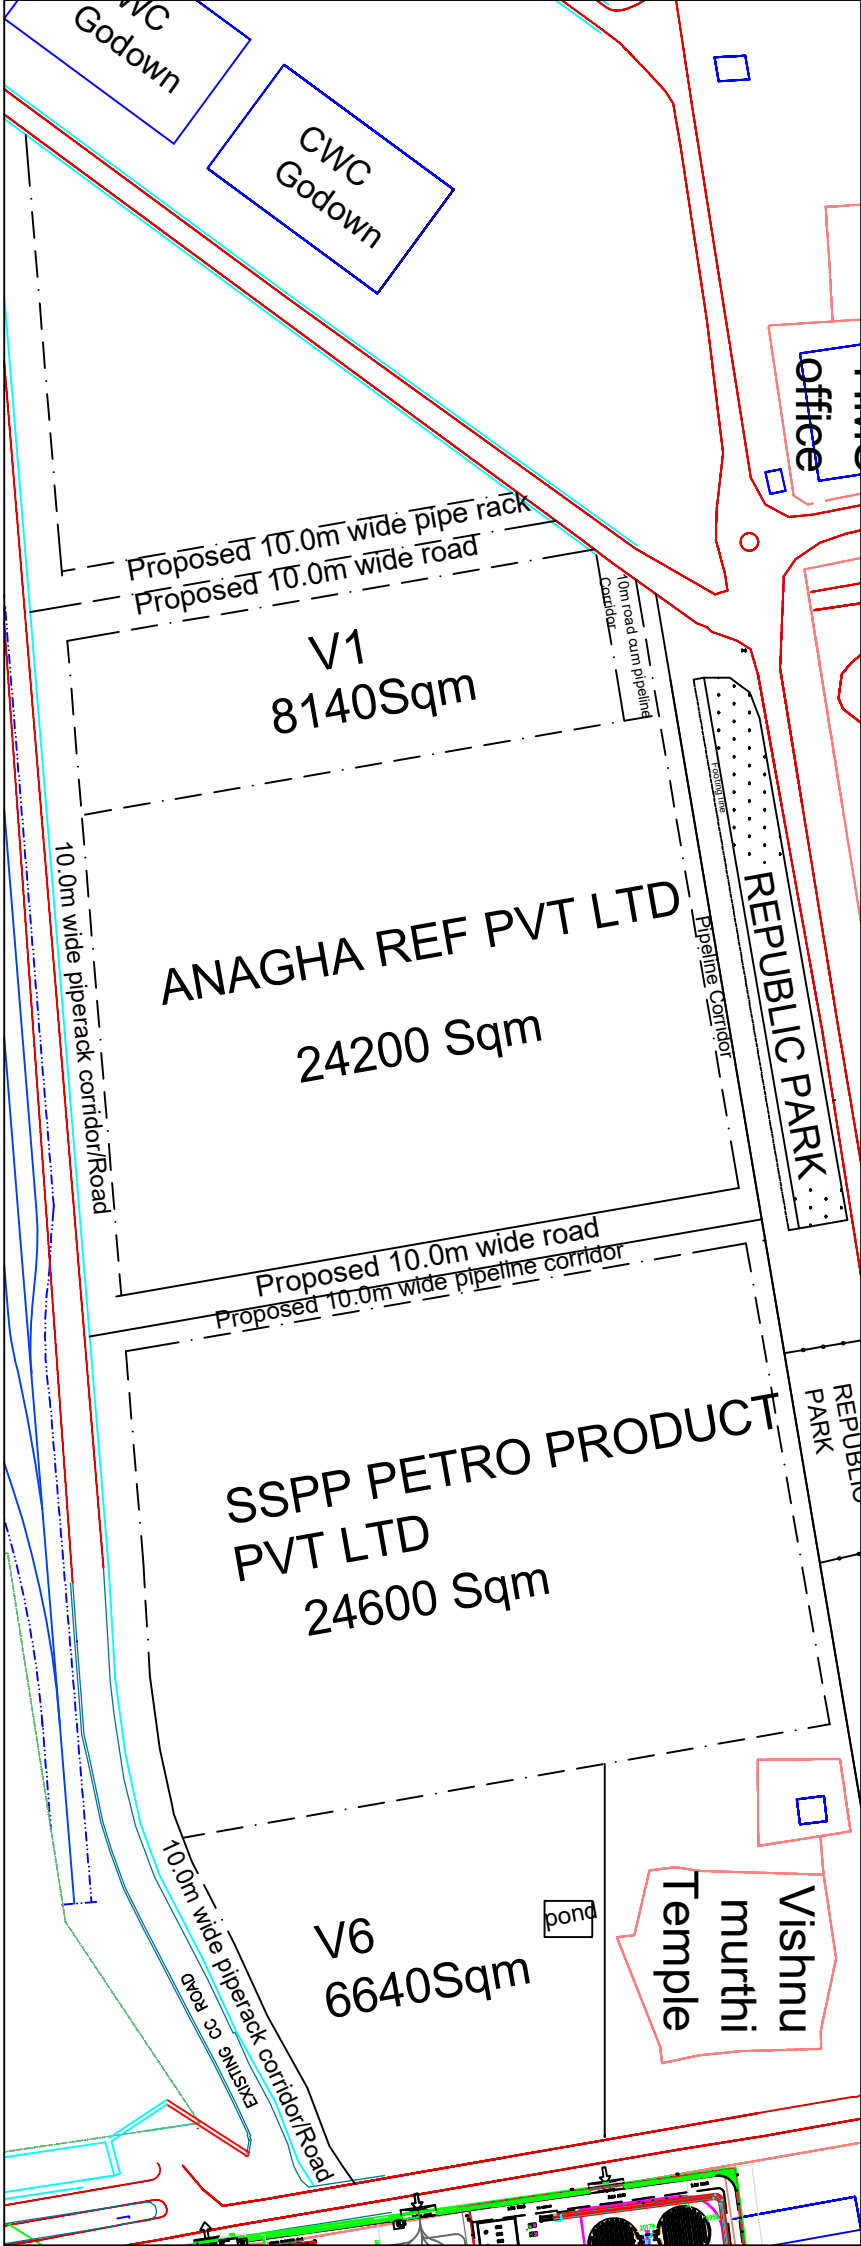 WC
Godown
CWC
Godown
office
Proposed 10.0m wide pipe rack
Proposed 10.0m wide road
10m road cum pipeline
Corridor
V1
8140Sqm
Footing line
10.0m wide piperack corridor/Road
ANAGHA REF PVT LTD
24200 Sqm
Pipeline Corridor
REPUBLIC PARK
Proposed 10.0m wide road
Proposed 10.0m wide pipeline corridor
REPUBLIC
PARK
SSPP PETRO PRODUCT
PVT LTD
24600 Sqm
10.0m wide piperack corridor/Road
EXISTING CC ROAD
V6
6640Sqm
pond
Vishnu
murthi
Temple